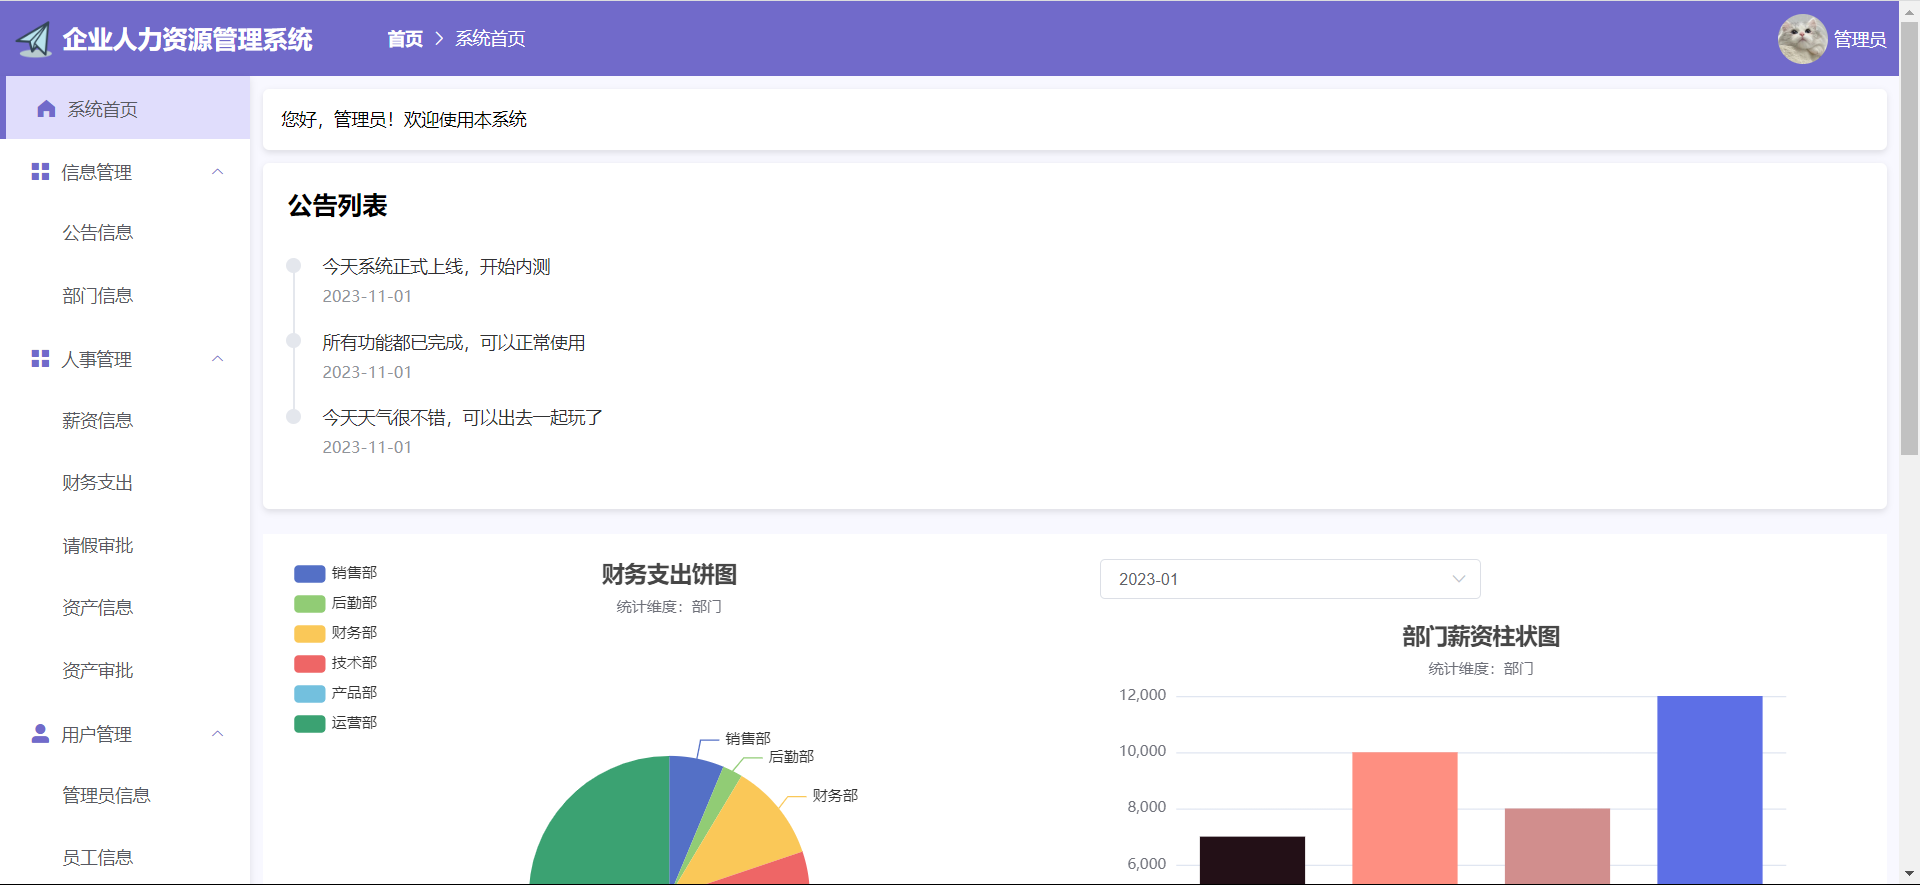 企业人力资源管理系统
首页 > 系统首页
管理员
系统首页
信息管理
公告信息
部门信息
人事管理
薪资信息
财务支出
请假审批
资产信息
资产审批
用户管理
管理员信息
员工信息
您好，管理员！欢迎使用本系统
公告列表
今天系统正式上线，开始内测
2023-11-01
所有功能都已完成，可以正常使用
2023-11-01
今天天气很不错，可以出去一起玩了
2023-11-01
销售部
后勤部
财务部
技术部
产品部
运营部
财务支出饼图
统计维度：部门
销售部
后勤部
财务部
2023-01
部门薪资柱状图
统计维度：部门
12,000
10,000
8,000
6,000